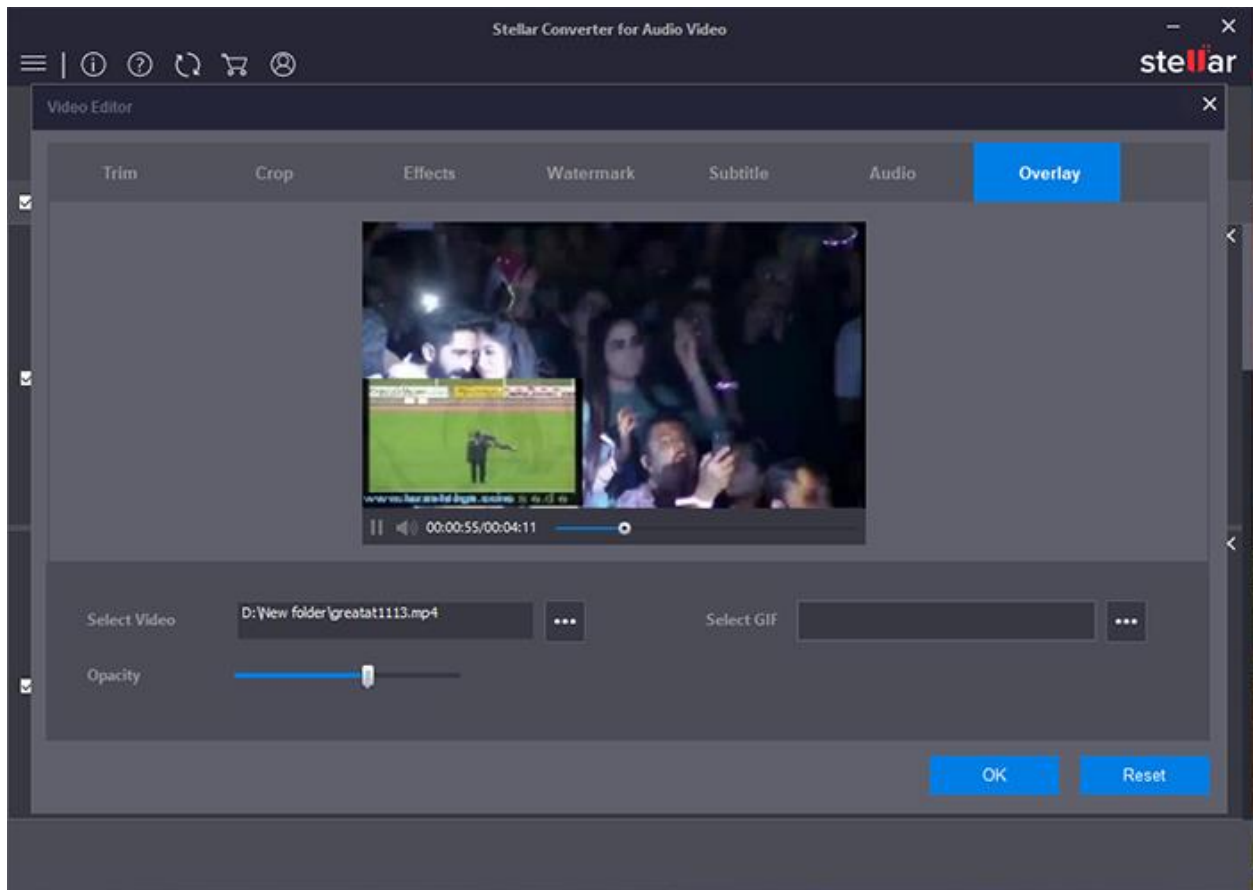 Stellar Converter for Audio Video
stellar
Video Editor
Trim Crop Effects Watermark Subtitle Audio Overlay
00:00:55/00:04:11
Select Video D:\New folder\greatat1113.mp4 Select GIF
Opacity
OK Reset